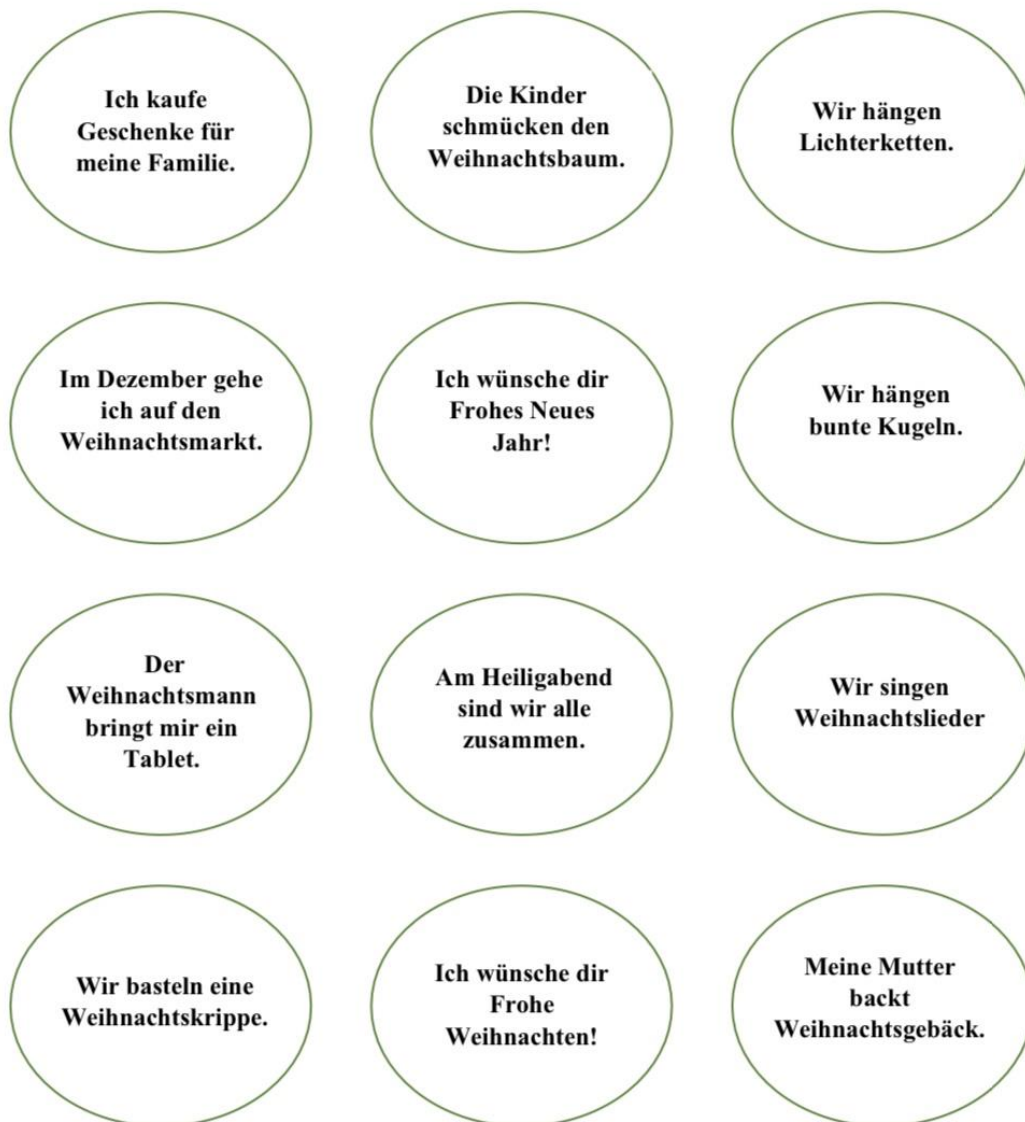 Ich kaufe
Geschenke für
meine Familie.
Die Kinder
schmücken den
Weihnachtsbaum.
Wir hängen
Lichterketten.
Im Dezember gehe
ich auf den
Weihnachtsmarkt.
Ich wünsche dir
Frohes Neues
Jahr!
Wir hängen
bunte Kugeln.
Der
Weihnachtsmann
bringt mir ein
Tablet.
Am Heiligabend
sind wir alle
zusammen.
Wir singen
Weihnachtslieder
Wir basteln eine
Weihnachtskrippe.
Ich wünsche dir
Frohe
Weihnachten!
Meine Mutter
backt
Weihnachtsgebäck.